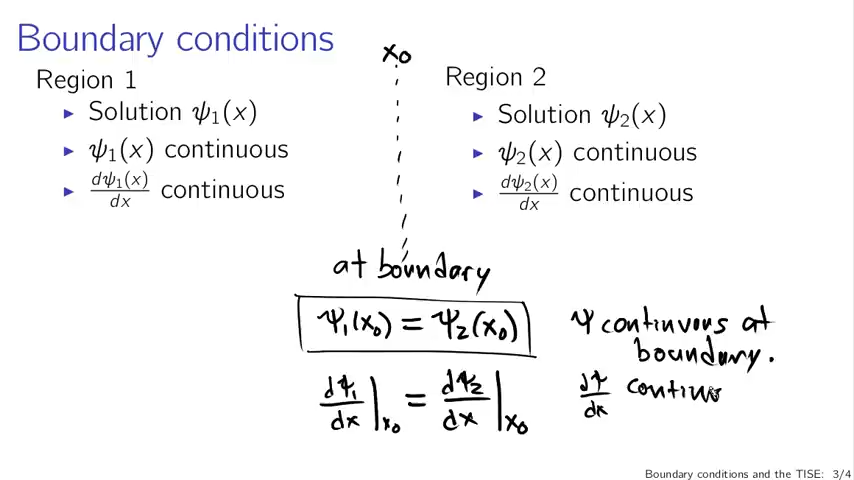 Boundary conditions
x₀
Region 1
▶ Solution ψ₁(x)
▶ ψ₁(x) continuous
▶ dψ₁(x)/dx continuous
Region 2
▶ Solution ψ₂(x)
▶ ψ₂(x) continuous
▶ dψ₂(x)/dx continuous
at boundary
Ψ₁(x₀) = Ψ₂(x₀)
Ψ continuous at
boundary.
dΨ₁/dx|x₀ = dΨ₂/dx|x₀
dΨ/dx continuo
Boundary conditions and the TISE: 3/4